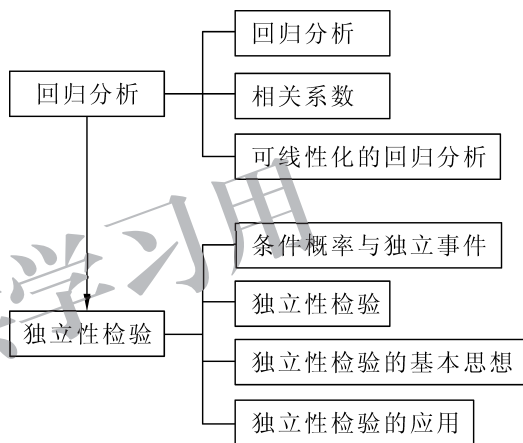 回归分析
相关系数
可线性化的回归分析
回归分析
条件概率与独立事件
独立性检验
独立性检验的基本思想
独立性检验的应用
独立性检验
学习用